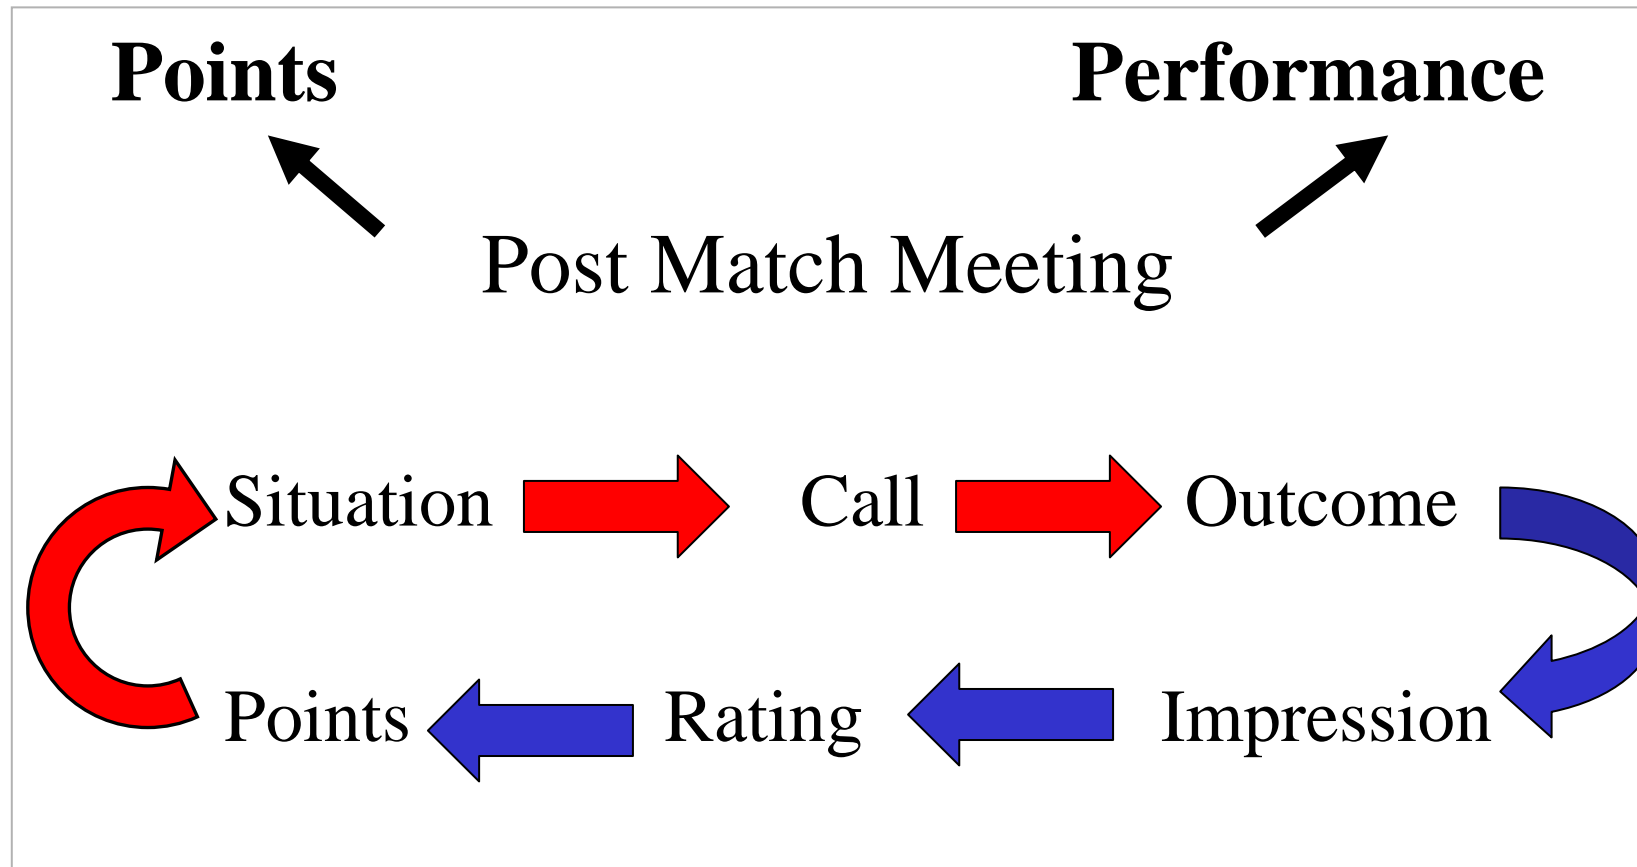 Points Performance
Post Match Meeting
Situation Call Outcome
Points Rating Impression